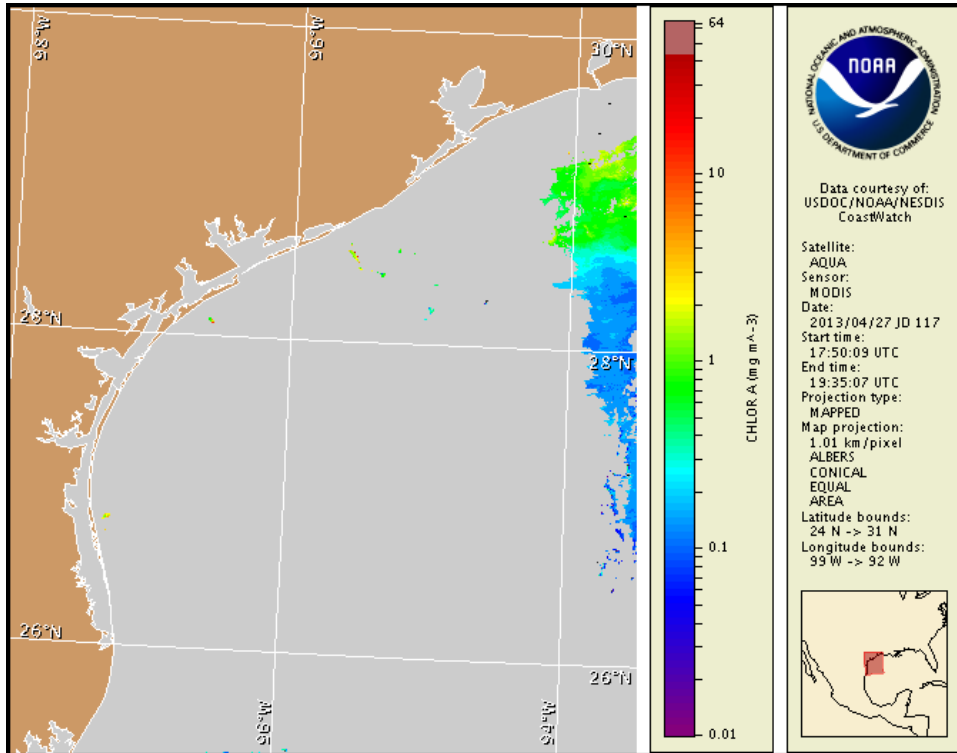 98°W
96°W
30°N
28°N
28°N
26°N
26°N
96°W
94°W
64
10
1
0.1
0.01
CHLOR A (mg m^-3)
NATIONAL OCEANIC AND ATMOSPHERIC ADMINISTRATION
NOAA
U.S. DEPARTMENT OF COMMERCE
Data courtesy of:
USDOC/NOAA/NESDIS
CoastWatch
Satellite:
AQUA
Sensor:
MODIS
Date:
2013/04/27 JD 117
Start time:
17:50:09 UTC
End time:
19:35:07 UTC
Projection type:
MAPPED
Map projection:
1.01 km/pixel
ALBERS
CONICAL
EQUAL
AREA
Latitude bounds:
24 N -> 31 N
Longitude bounds:
99 W -> 92 W